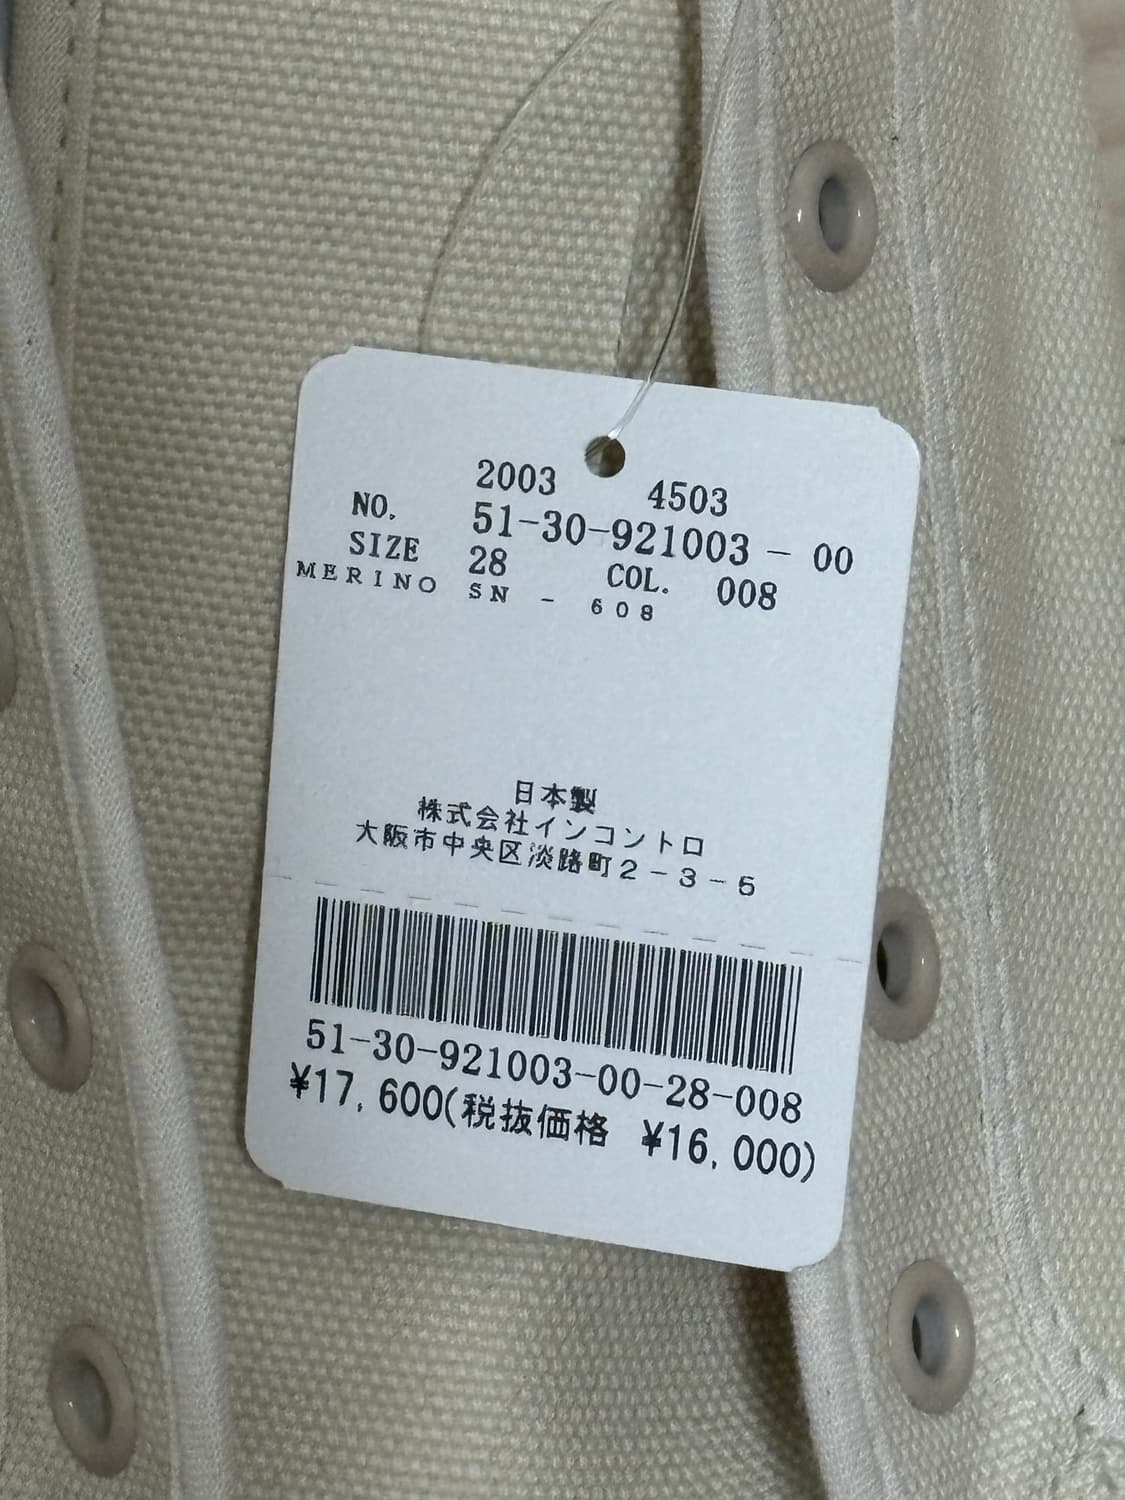 2003 4503
NO. 51-30-921003 - 00
SIZE 28 COL. 008
MERINO SN - 608
日本製
株式会社インコントロ
大阪市中央区淡路町2-3-5
51-30-921003-00-28-008
¥17,600(税抜価格 ¥16,000)